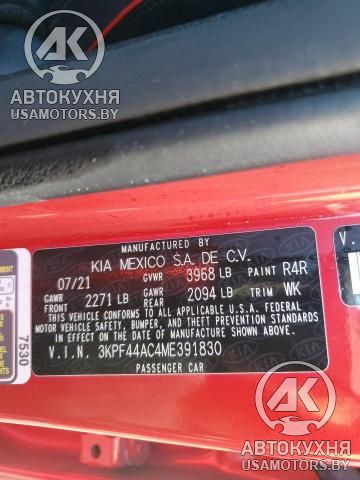 AK
АВТОКУХНЯ
USAMOTORS.BY
MANUFACTURED BY
KIA MEXICO S.A. DE C.V.
07/21 GVWR 3968 LB PAINT R4R
GAWR FRONT 2271 LB GAWR REAR 2094 LB TRIM WK
THIS VEHICLE CONFORMS TO ALL APPLICABLE U.S. FEDERAL
MOTOR VEHICLE SAFETY, BUMPER, AND THEFT PREVENTION
STANDARDS IN EFFECT ON THE DATE OF MANUFACTURE SHOWN ABOVE.
V.I.N. 3KPF44AC4ME391830
PASSENGER CAR
7530
V.
AK
АВТОКУХНЯ
USAMOTORS.BY